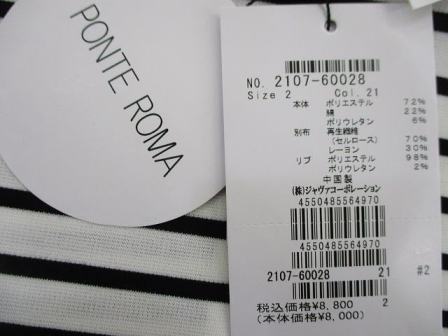 PONTE ROMA
NO. 2107-60028
Size 2 Col. 21
本体 ポリエステル 72%
綿 22%
ポリウレタン 6%
別布 再生繊維
(セルロース) 70%
レーヨン 30%
リブ ポリエステル 98%
ポリウレタン 2%
中国製
(株)ジャヴァコーポレーション
4550485564970
4550485564970
2107-60028 21 #2
税込価格¥8,800 2
(本体価格¥8,000)